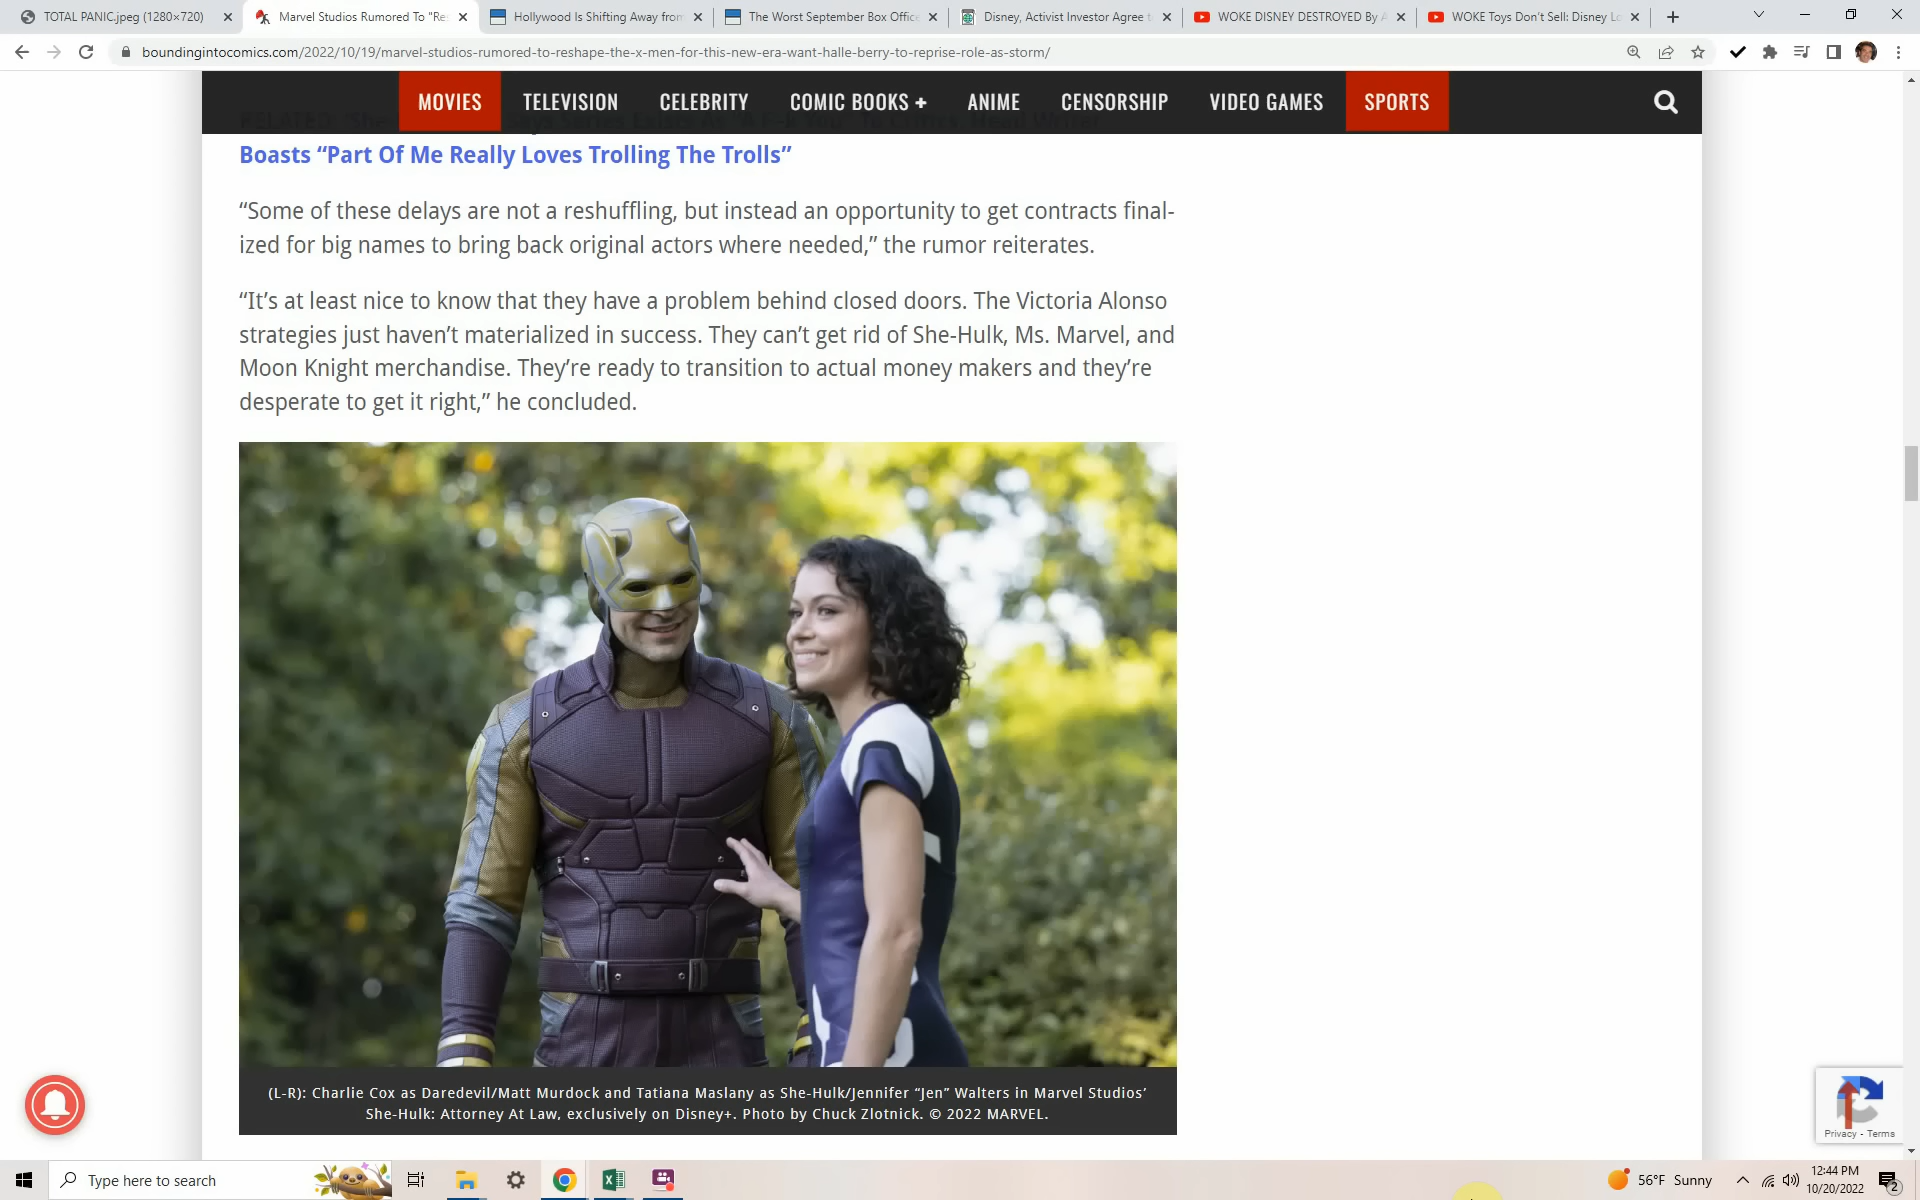 TOTAL PANIC.jpeg (1280×720)
Marvel Studios Rumored To "Re
Hollywood Is Shifting Away from
The Worst September Box Office
Disney, Activist Investor Agree t
WOKE DISNEY DESTROYED By A
WOKE Toys Don't Sell: Disney Lo
boundingintocomics.com/2022/10/19/marvel-studios-rumored-to-reshape-the-x-men-for-this-new-era-want-halle-berry-to-reprise-role-as-storm/
MOVIES TELEVISION CELEBRITY COMIC BOOKS + ANIME CENSORSHIP VIDEO GAMES SPORTS
Boasts “Part Of Me Really Loves Trolling The Trolls”
“Some of these delays are not a reshuffling, but instead an opportunity to get contracts final-
ized for big names to bring back original actors where needed,” the rumor reiterates.
“It’s at least nice to know that they have a problem behind closed doors. The Victoria Alonso
strategies just haven’t materialized in success. They can’t get rid of She-Hulk, Ms. Marvel, and
Moon Knight merchandise. They’re ready to transition to actual money makers and they’re
desperate to get it right,” he concluded.
(L-R): Charlie Cox as Daredevil/Matt Murdock and Tatiana Maslany as She-Hulk/Jennifer “Jen” Walters in Marvel Studios’
She-Hulk: Attorney At Law, exclusively on Disney+. Photo by Chuck Zlotnick. © 2022 MARVEL.
Privacy - Terms
Type here to search
56°F Sunny
12:44 PM
10/20/2022
2